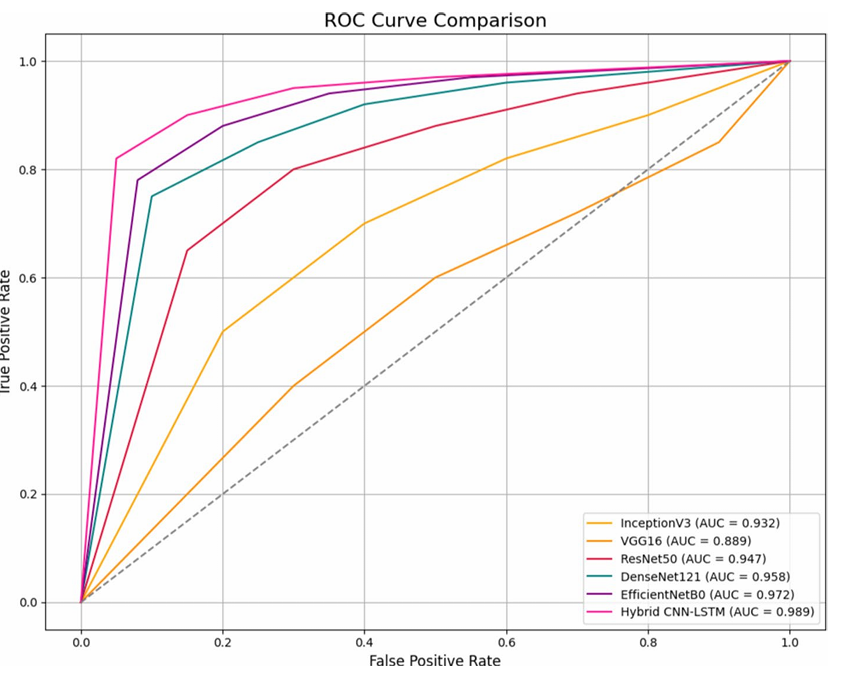 ROC Curve Comparison
1.0
0.8
0.6
0.4
0.2
0.0
True Positive Rate
InceptionV3 (AUC = 0.932)
VGG16 (AUC = 0.889)
ResNet50 (AUC = 0.947)
DenseNet121 (AUC = 0.958)
EfficientNetB0 (AUC = 0.972)
Hybrid CNN-LSTM (AUC = 0.989)
0.0 0.2 0.4 0.6 0.8 1.0
False Positive Rate